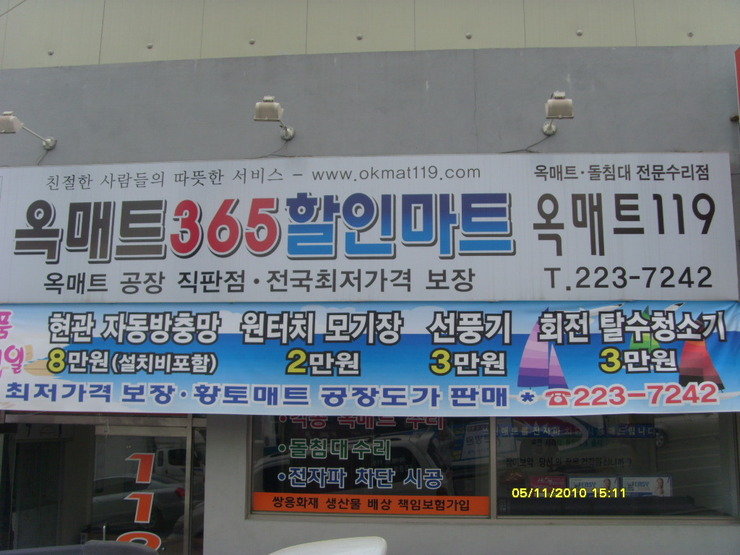 친절한 사람들의 따뜻한 서비스 - www.okmat119.com
옥매트365할인마트
옥매트 공장 직판점·전국최저가격 보장
옥매트·돌침대 전문수리점
옥매트119
T.223-7242
현관 자동방충망 원터치 모기장 선풍기 회전 탈수청소기
8만원(설치비포함) 2만원 3만원 3만원
최저가격 보장·황토매트 공장도가 판매 * ☎223-7242
옥매트 수리
·돌침대수리
·전자파 차단 시공
쌍용화재 생산물 배상 책임보험가입
119
05/11/2010 15:11